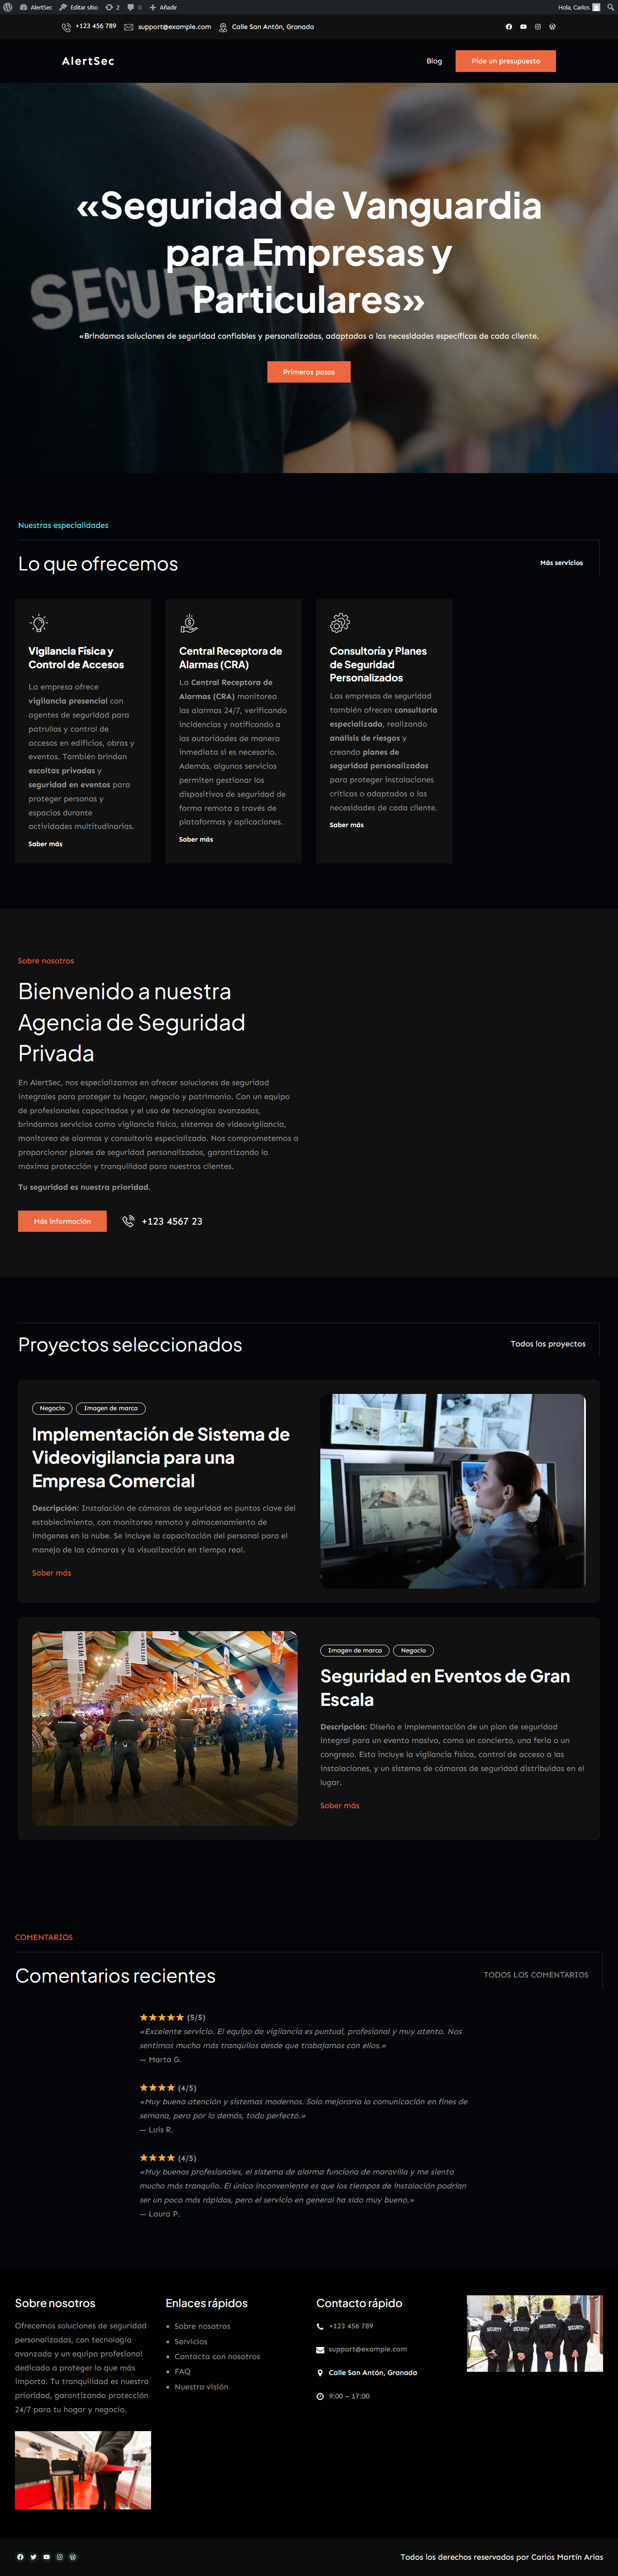 AlertSec
Editar sitio
2
0
Añadir
Hola, Carlos
+123 456 789
support@example.com
Calle San Antón, Granada
AlertSec
Blog
Pide un presupuesto
SECURITY
«Seguridad de Vanguardia
para Empresas y
Particulares»
«Brindamos soluciones de seguridad confiables y personalizadas, adaptadas a las necesidades específicas de cada cliente.
Primeros pasos
Nuestras especialidades
Lo que ofrecemos
Más servicios
Vigilancia Física y
Control de Accesos
La empresa ofrece
vigilancia presencial con
agentes de seguridad para
patrullas y control de
accesos en edificios, obras y
eventos. También brindan
escoltas privadas y
seguridad en eventos para
proteger personas y
espacios durante
actividades multitudinarias.
Saber más
Central Receptora de
Alarmas (CRA)
La Central Receptora de
Alarmas (CRA) monitorea
las alarmas 24/7, verificando
incidencias y notificando a
las autoridades de manera
inmediata si es necesario.
Además, algunos servicios
permiten gestionar los
dispositivos de seguridad de
forma remota a través de
plataformas y aplicaciones.
Saber más
Consultoría y Planes
de Seguridad
Personalizados
Las empresas de seguridad
también ofrecen consultoría
especializada, realizando
análisis de riesgos y
creando planes de
seguridad personalizados
para proteger instalaciones
críticas o adaptados a las
necesidades de cada cliente.
Saber más
Sobre nosotros
Bienvenido a nuestra
Agencia de Seguridad
Privada
En AlertSec, nos especializamos en ofrecer soluciones de seguridad
integrales para proteger tu hogar, negocio y patrimonio. Con un equipo
de profesionales capacitados y el uso de tecnologías avanzadas,
brindamos servicios como vigilancia física, sistemas de videovigilancia,
monitoreo de alarmas y consultoría especializada. Nos comprometemos a
proporcionar planes de seguridad personalizados, garantizando la
máxima protección y tranquilidad para nuestros clientes.
Tu seguridad es nuestra prioridad.
Más información
+123 4567 23
Proyectos seleccionados
Todos los proyectos
Negocio
Imagen de marca
Implementación de Sistema de
Videovigilancia para una
Empresa Comercial
Descripción: Instalación de cámaras de seguridad en puntos clave del
establecimiento, con monitoreo remoto y almacenamiento de
imágenes en la nube. Se incluye la capacitación del personal para el
manejo de las cámaras y la visualización en tiempo real.
Saber más
VELTINS
Imagen de marca
Negocio
Seguridad en Eventos de Gran
Escala
Descripción: Diseño e implementación de un plan de seguridad
integral para un evento masivo, como un concierto, una feria o un
congreso. Esto incluye la vigilancia física, control de acceso a las
instalaciones, y un sistema de cámaras de seguridad distribuidas en el
lugar.
Saber más
COMENTARIOS
Comentarios recientes
TODOS LOS COMENTARIOS
(5/5)
«Excelente servicio. El equipo de vigilancia es puntual, profesional y muy atento. Nos
sentimos mucho más tranquilos desde que trabajamos con ellos.»
— Marta G.
(4/5)
«Muy buena atención y sistemas modernos. Solo mejoraría la comunicación en fines de
semana, pero por lo demás, todo perfecto.»
— Luis R.
(4/5)
«Muy buenos profesionales, el sistema de alarma funciona de maravilla y me siento
mucho más tranquilo. El único inconveniente es que los tiempos de instalación podrían
ser un poco más rápidos, pero el servicio en general ha sido muy bueno.»
— Laura P.
Sobre nosotros
Ofrecemos soluciones de seguridad
personalizadas, con tecnología
avanzada y un equipo profesional
dedicado a proteger lo que más
importa. Tu tranquilidad es nuestra
prioridad, garantizando protección
24/7 para tu hogar y negocio.
Enlaces rápidos
Sobre nosotros
Servicios
Contacta con nosotros
FAQ
Nuestra visión
Contacto rápido
+123 456 789
support@example.com
Calle San Antón, Granada
9:00 – 17:00
SECURITY
SECURITY
SECURITY
SECURITY
Todos los derechos reservados por Carlos Martín Arias